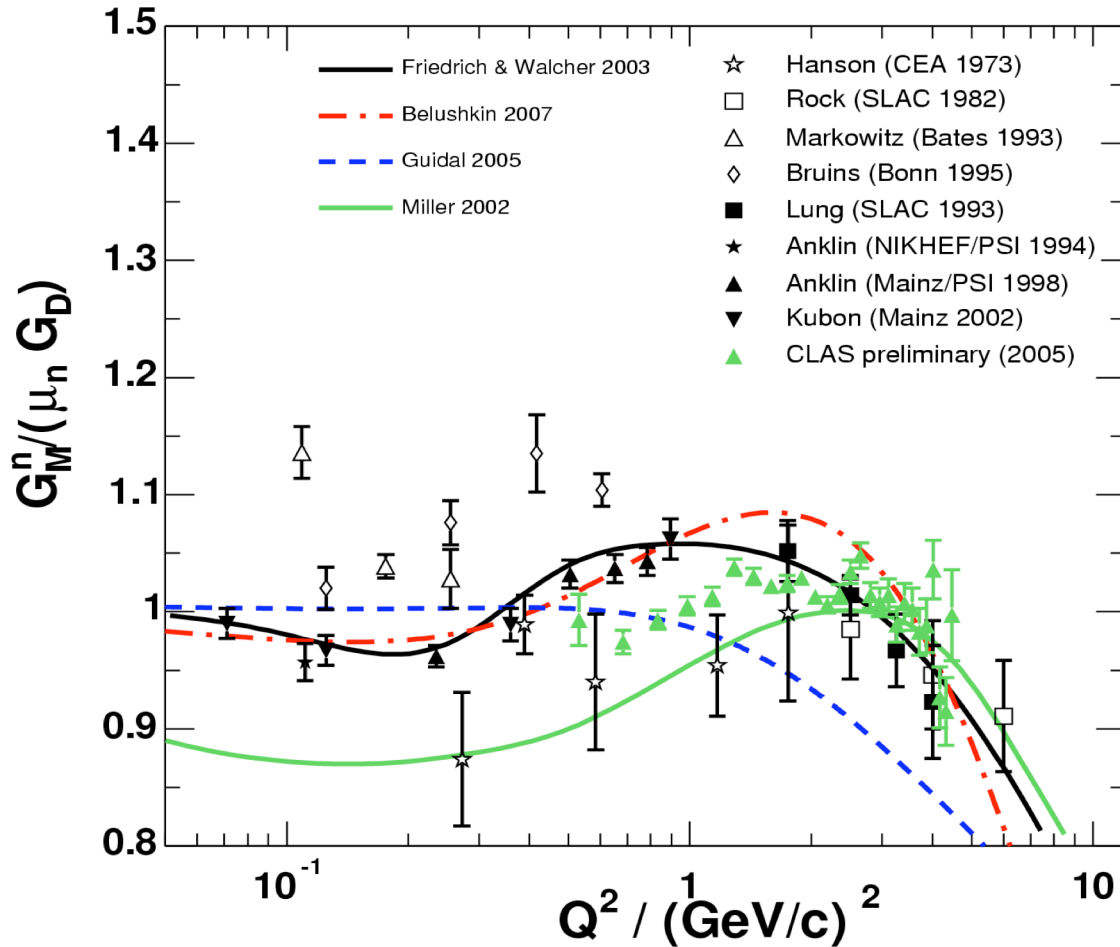 1.5
1.4
1.3
1.2
1.1
1
0.9
0.8
G_M^n/(μ_n G_D)
Friedrich & Walcher 2003
Belushkin 2007
Guidal 2005
Miller 2002
Hanson (CEA 1973)
Rock (SLAC 1982)
Markowitz (Bates 1993)
Bruins (Bonn 1995)
Lung (SLAC 1993)
Anklin (NIKHEF/PSI 1994)
Anklin (Mainz/PSI 1998)
Kubon (Mainz 2002)
CLAS preliminary (2005)
10^-1
1
2
10
Q^2 / (GeV/c)^2